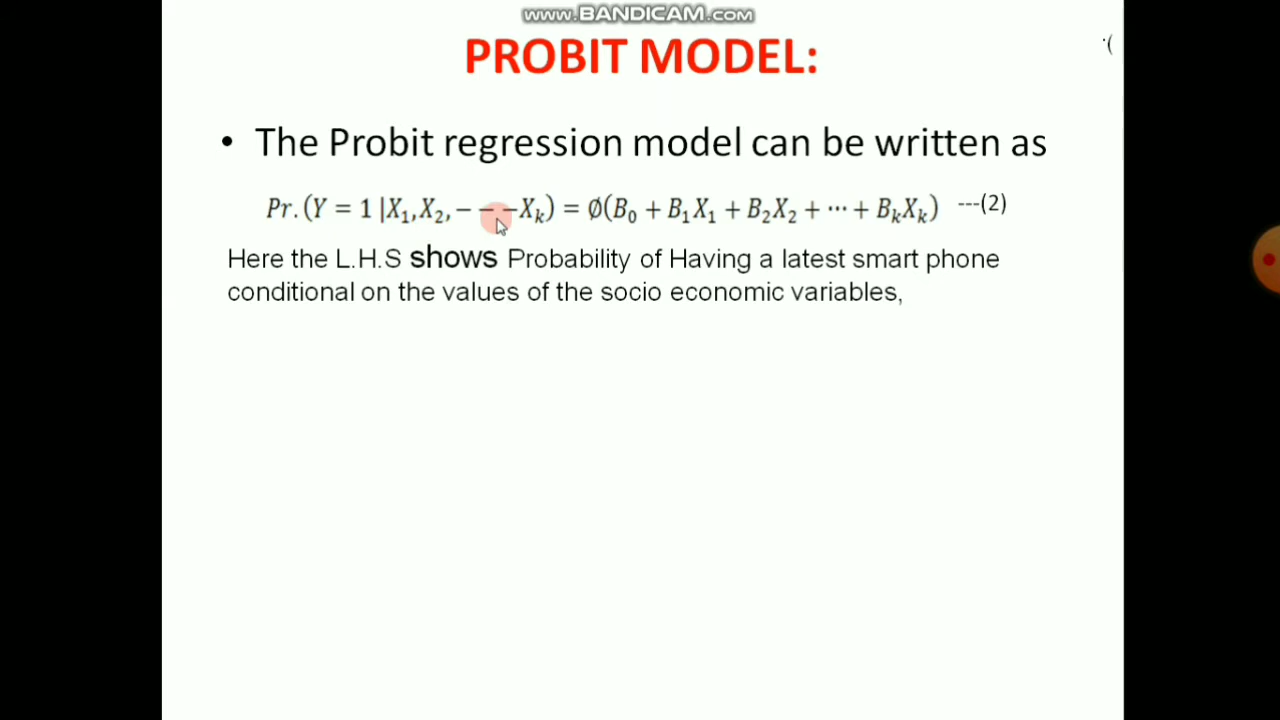 www.BANDICAM.com
PROBIT MODEL:
• The Probit regression model can be written as
Pr.(Y = 1 |X₁,X₂,− − −Xₖ) = ∅(B₀ + B₁X₁ + B₂X₂ + ⋯ + BₖXₖ) ---(2)
Here the L.H.S shows Probability of Having a latest smart phone
conditional on the values of the socio economic variables,